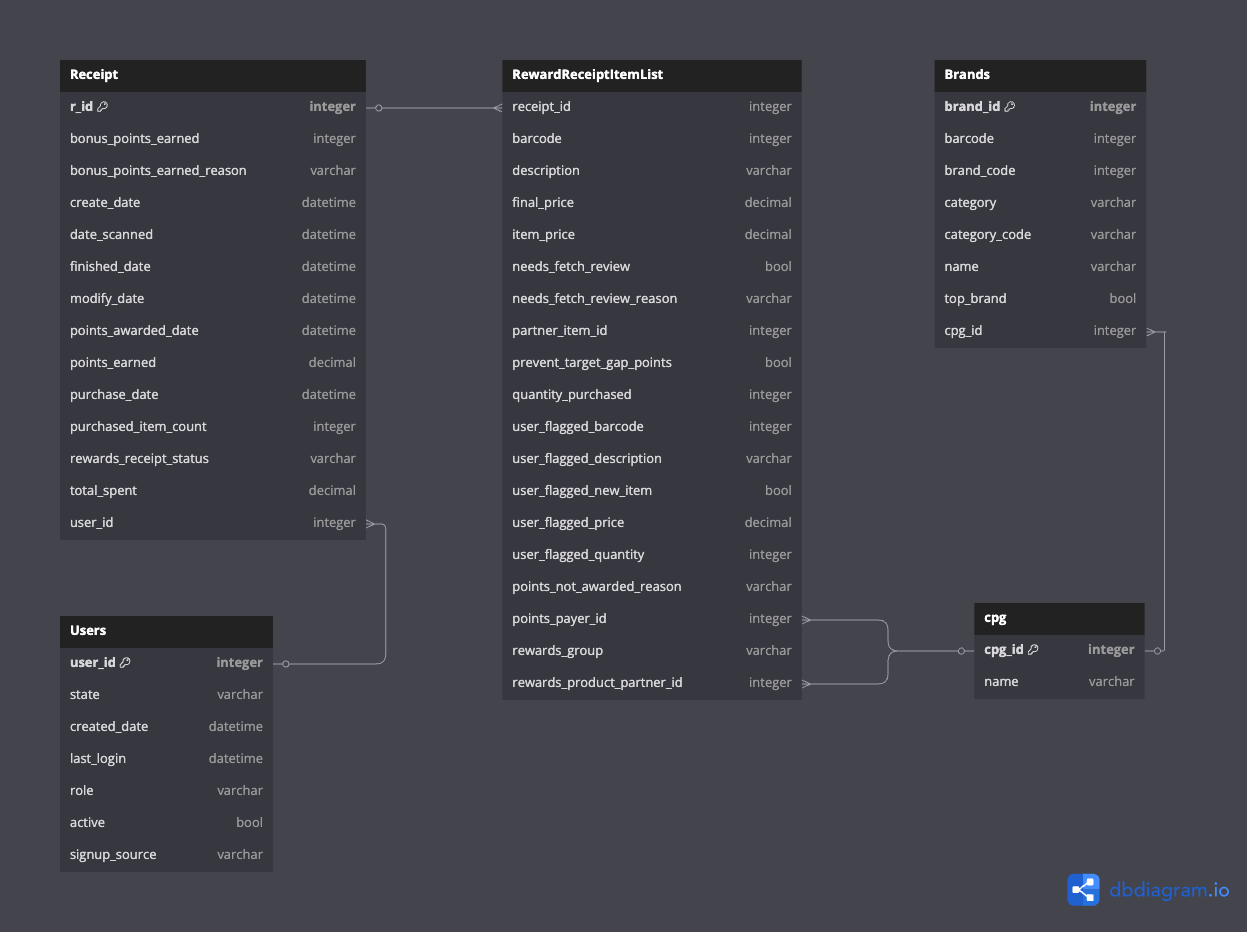 Receipt
r_id integer
bonus_points_earned integer
bonus_points_earned_reason varchar
create_date datetime
date_scanned datetime
finished_date datetime
modify_date datetime
points_awarded_date datetime
points_earned decimal
purchase_date datetime
purchased_item_count integer
rewards_receipt_status varchar
total_spent decimal
user_id integer
Users
user_id integer
state varchar
created_date datetime
last_login datetime
role varchar
active bool
signup_source varchar
RewardReceiptItemList
receipt_id integer
barcode integer
description varchar
final_price decimal
item_price decimal
needs_fetch_review bool
needs_fetch_review_reason varchar
partner_item_id integer
prevent_target_gap_points bool
quantity_purchased integer
user_flagged_barcode integer
user_flagged_description varchar
user_flagged_new_item bool
user_flagged_price decimal
user_flagged_quantity integer
points_not_awarded_reason varchar
points_payer_id integer
rewards_group varchar
rewards_product_partner_id integer
Brands
brand_id integer
barcode integer
brand_code integer
category varchar
category_code varchar
name varchar
top_brand bool
cpg_id integer
cpg
cpg_id integer
name varchar
dbdiagram.io